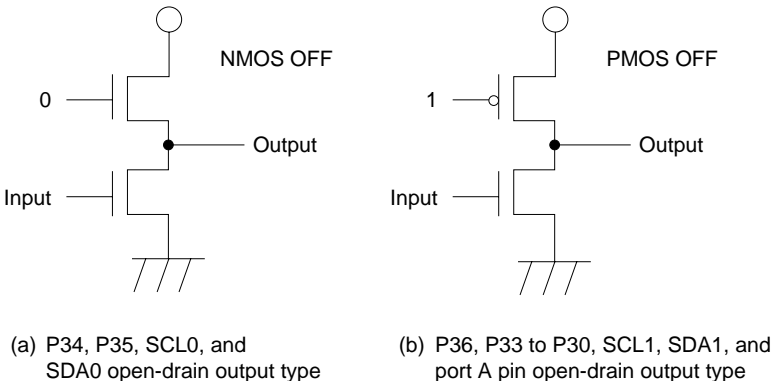 NMOS OFF
0
Output
Input
PMOS OFF
1
Output
Input
(a) P34, P35, SCL0, and
SDA0 open-drain output type
(b) P36, P33 to P30, SCL1, SDA1, and
port A pin open-drain output type